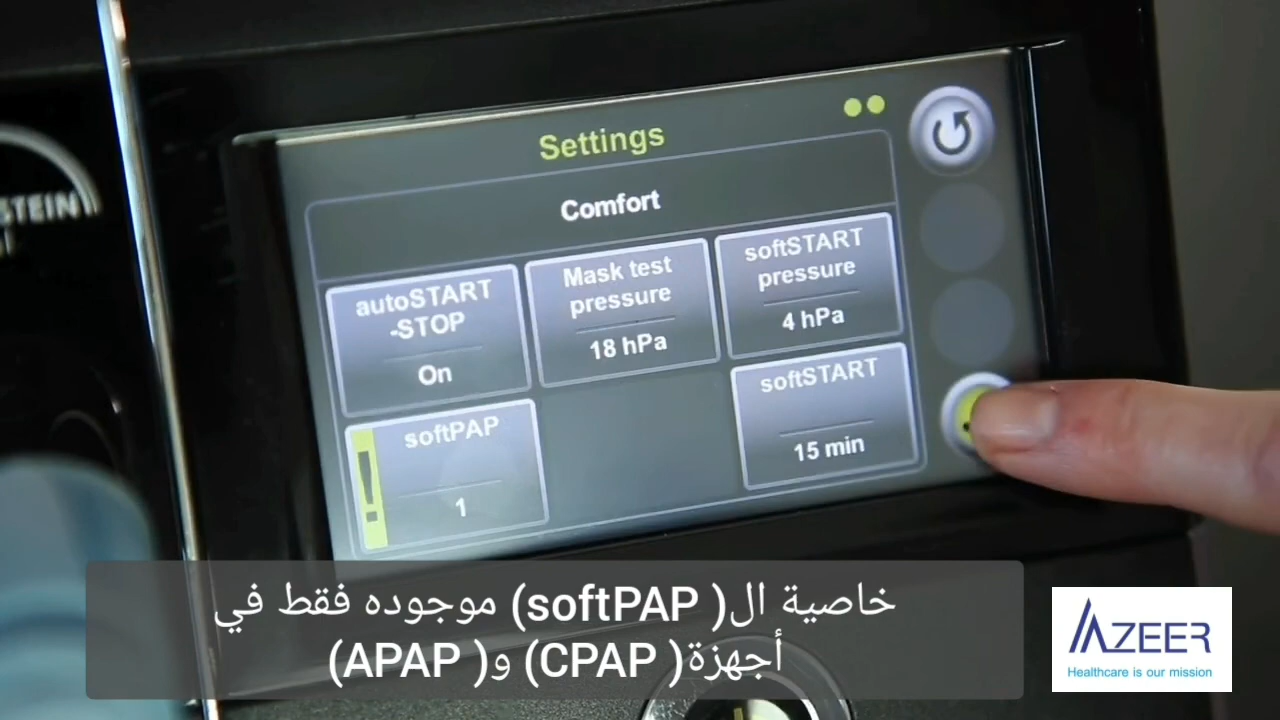 Settings
Comfort
autoSTART
-STOP
On
Mask test
pressure
18 hPa
softSTART
pressure
4 hPa
softPAP
1
softSTART
15 min
STEIN
خاصية ال( softPAP) موجوده فقط في
أجهزة( CPAP) و( APAP)
AZEER
Healthcare is our mission